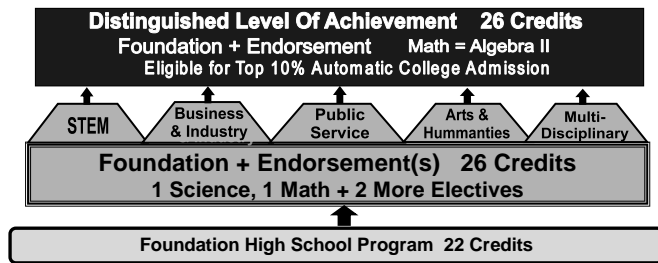 Distinguished Level Of Achievement 26 Credits
Foundation + Endorsement Math = Algebra II
Eligible for Top 10% Automatic College Admission
STEM
Business
& Industry
Public
Service
Arts &
Hummanties
Multi-
Disciplinary
Foundation + Endorsement(s) 26 Credits
1 Science, 1 Math + 2 More Electives
Foundation High School Program 22 Credits